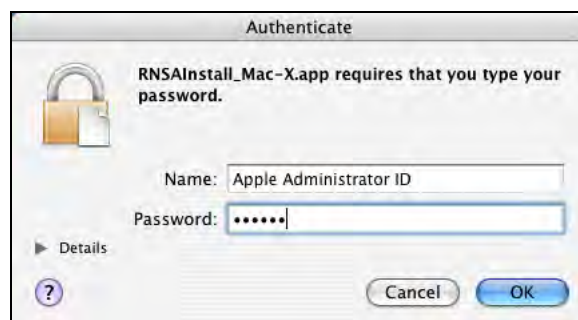 Authenticate
RNSAInstall_Mac-X.app requires that you type your
password.
Name: Apple Administrator ID
Password: ••••••
Details
?
Cancel OK